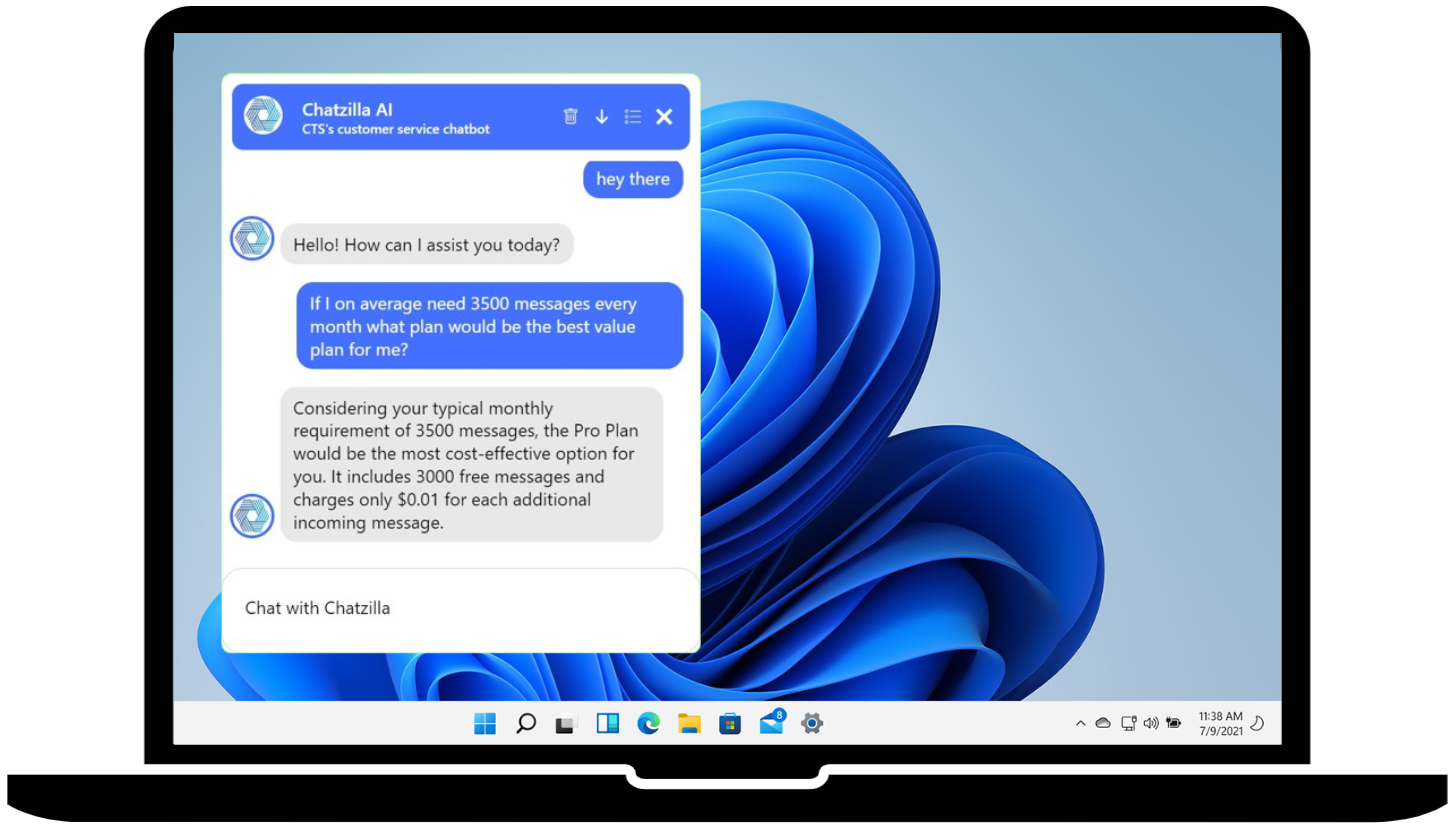 Chatzilla AI
CTS's customer service chatbot
hey there
Hello! How can I assist you today?
If I on average need 3500 messages every
month what plan would be the best value
plan for me?
Considering your typical monthly
requirement of 3500 messages, the Pro Plan
would be the most cost-effective option for
you. It includes 3000 free messages and
charges only $0.01 for each additional
incoming message.
Chat with Chatzilla
8
11:38 AM
7/9/2021